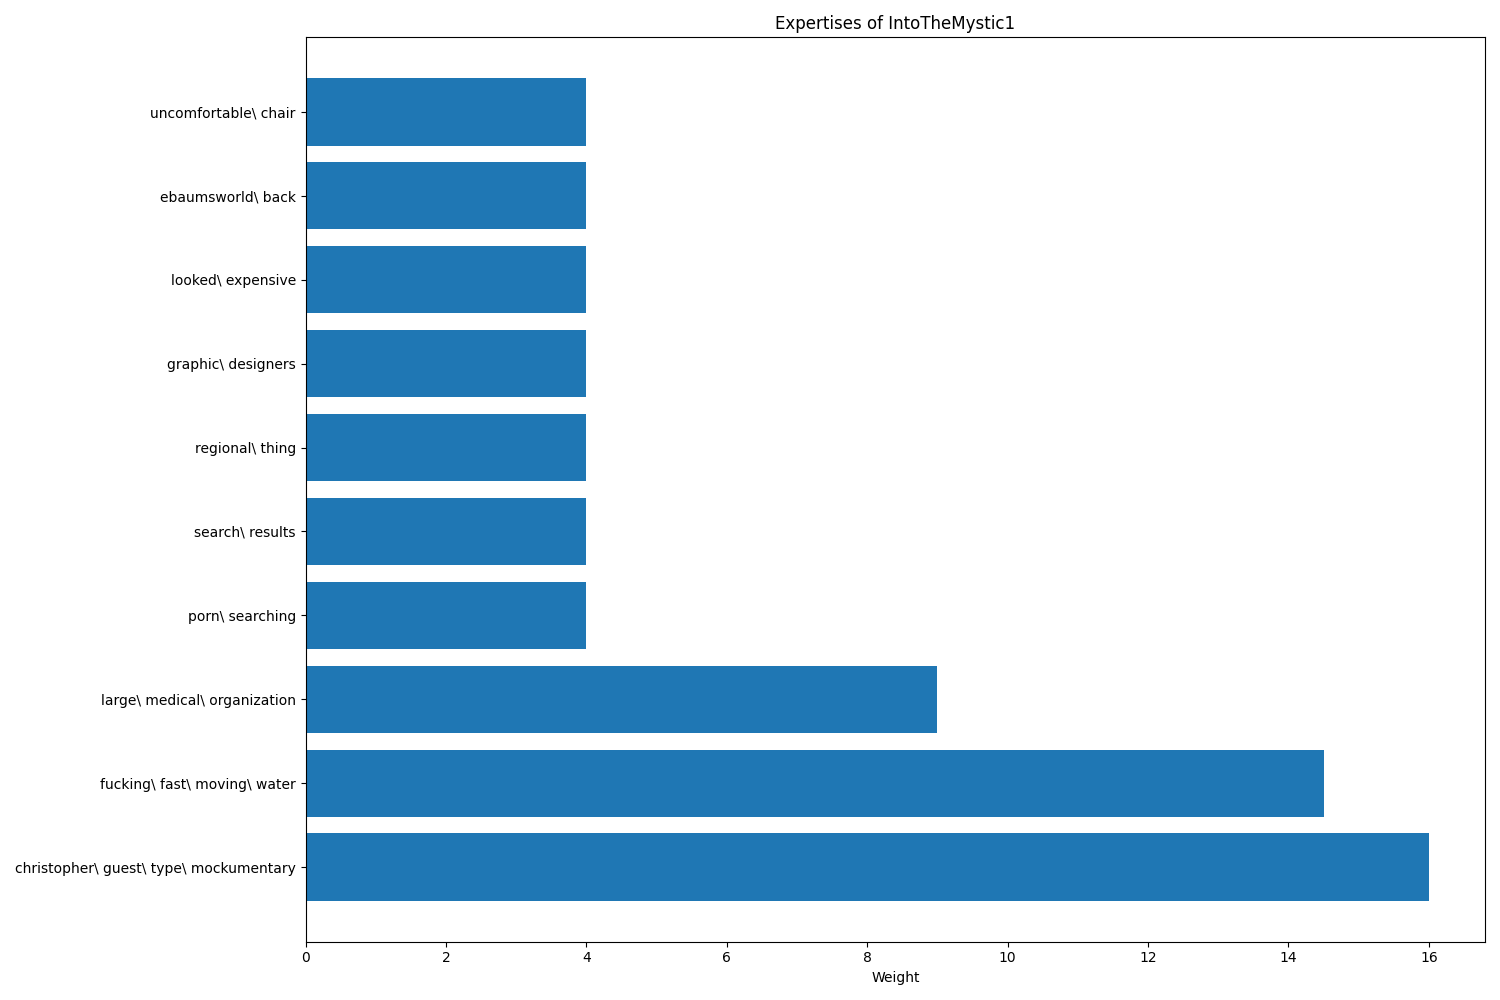 Expertises of IntoTheMystic1
uncomfortable\ chair
ebaumsworld\ back
looked\ expensive
graphic\ designers
regional\ thing
search\ results
porn\ searching
large\ medical\ organization
fucking\ fast\ moving\ water
christopher\ guest\ type\ mockumentary
0 2 4 6 8 10 12 14 16
Weight